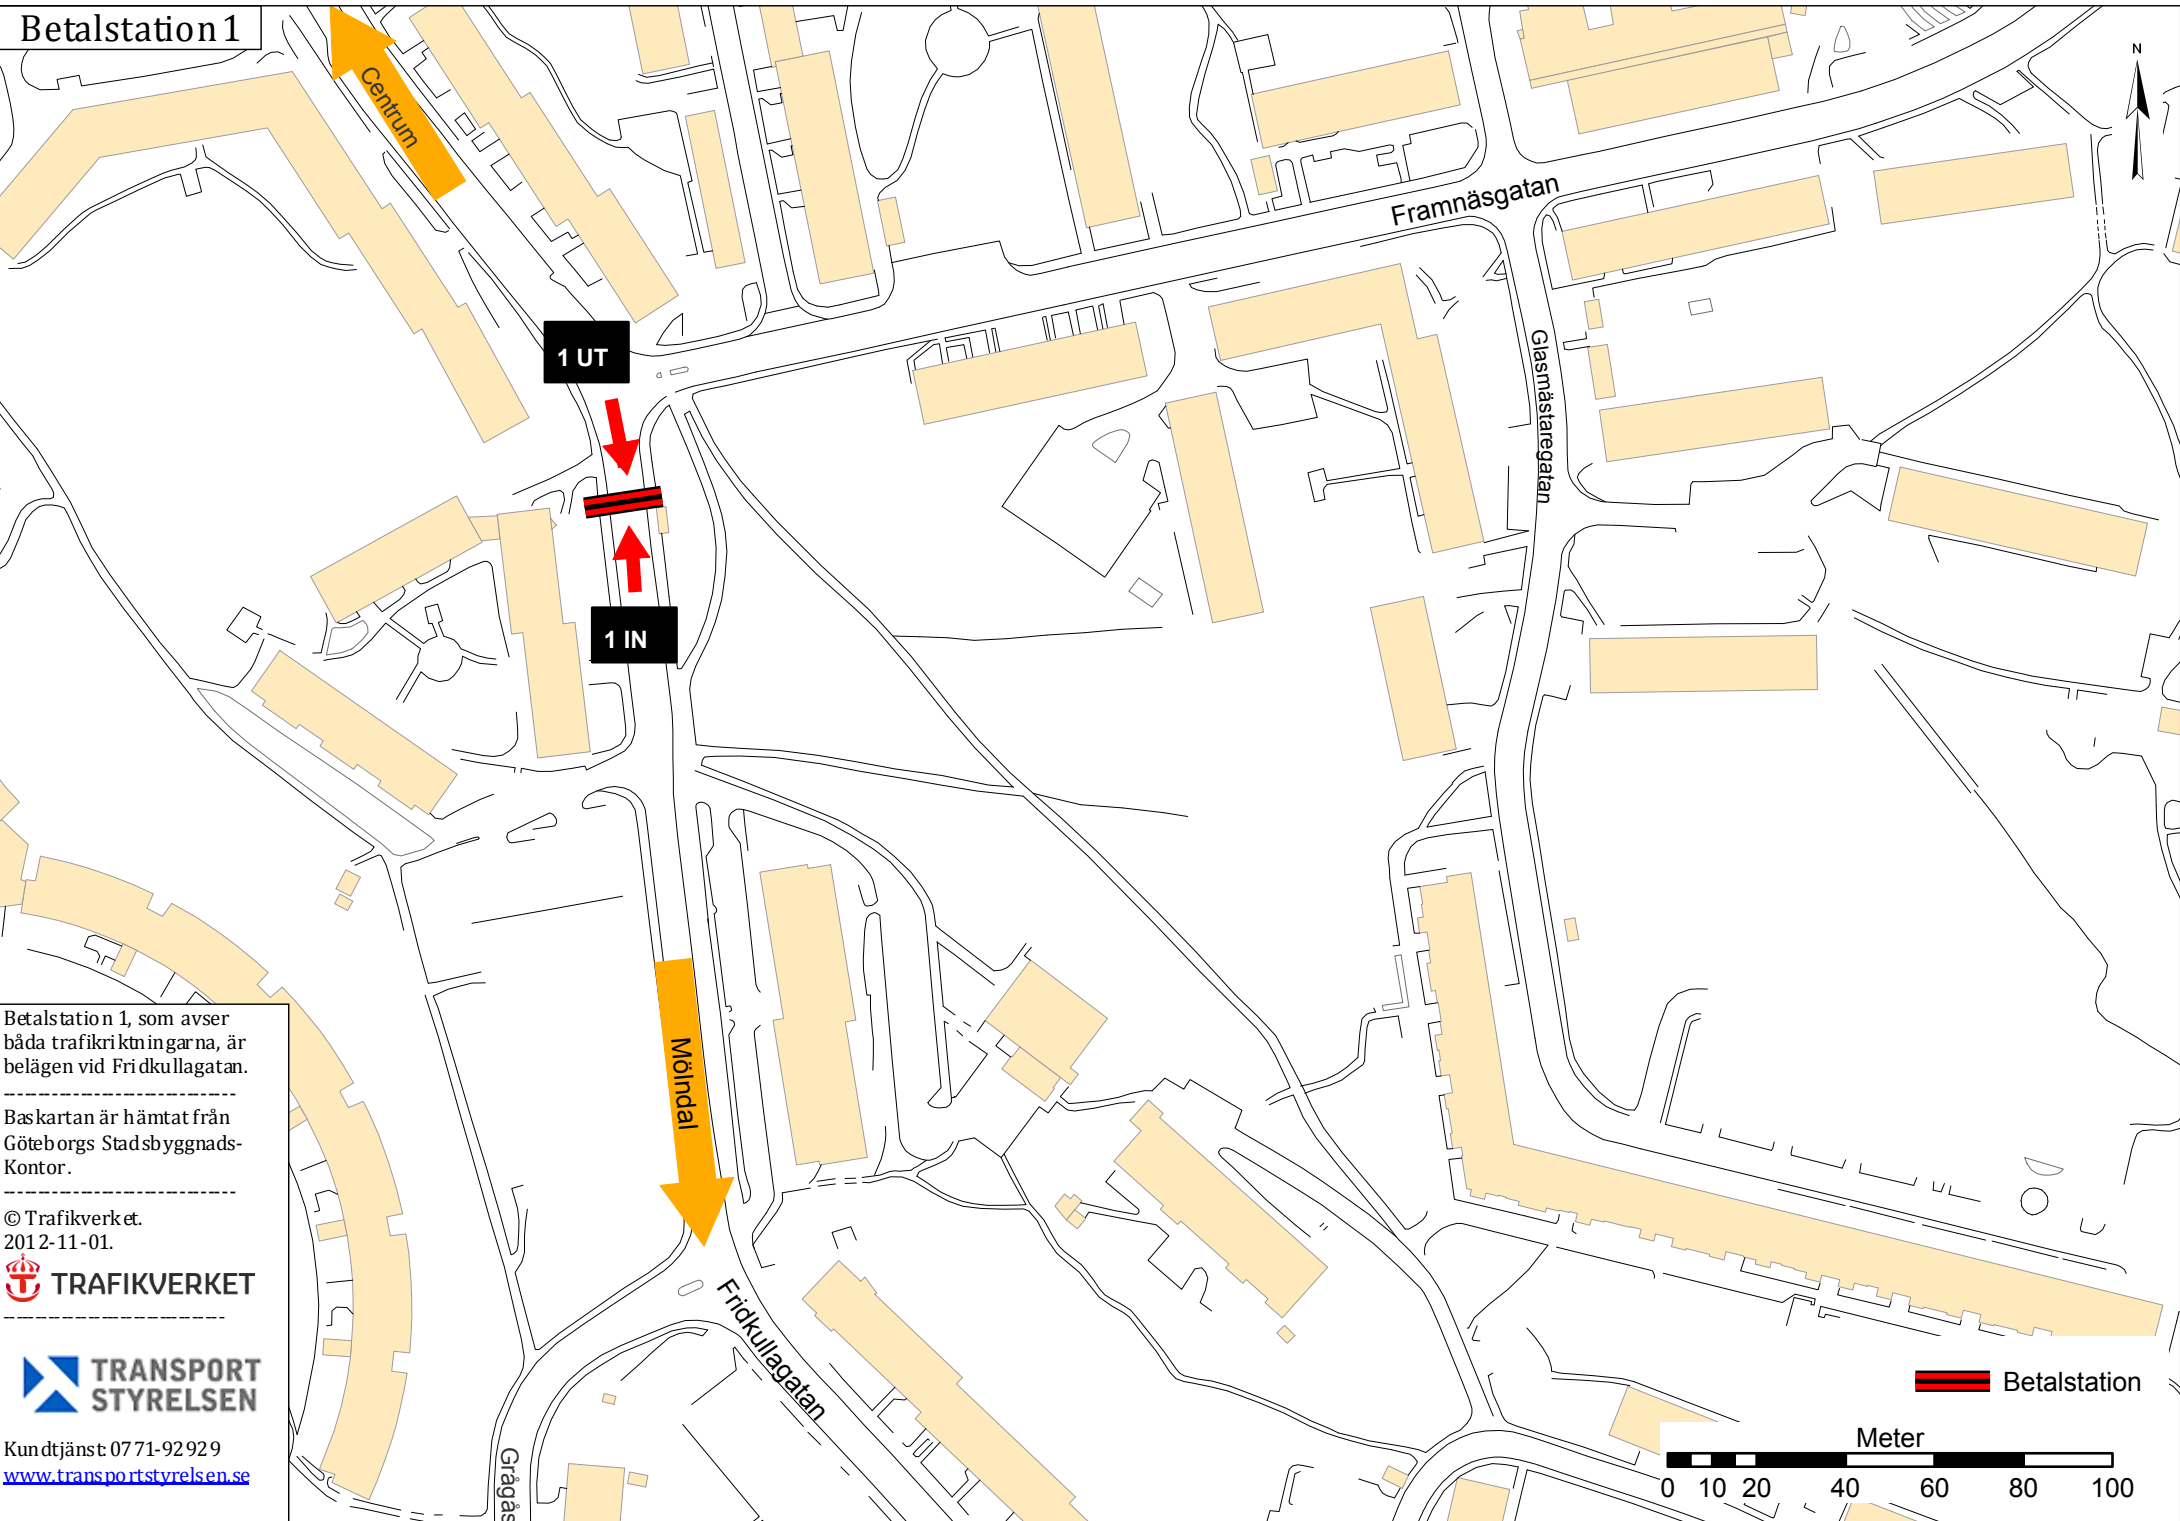 Betalstation 1
Centrum
N
Framnäsgatan
1 UT
Glasmästaregatan
1 IN
Mölndal
Betalstation 1, som avser
båda trafikriktningarna, är
belägen vid Fridkullagatan.
Baskartan är hämtat från
Göteborgs Stadsbyggnads-
Kontor.
© Trafikverket.
2012-11-01.
TRAFIKVERKET
TRANSPORT
STYRELSEN
Kundtjänst: 0771-92929
www.transportstyrelsen.se
Fridkullagatan
Grågås
Betalstation
Meter
0 10 20 40 60 80 100